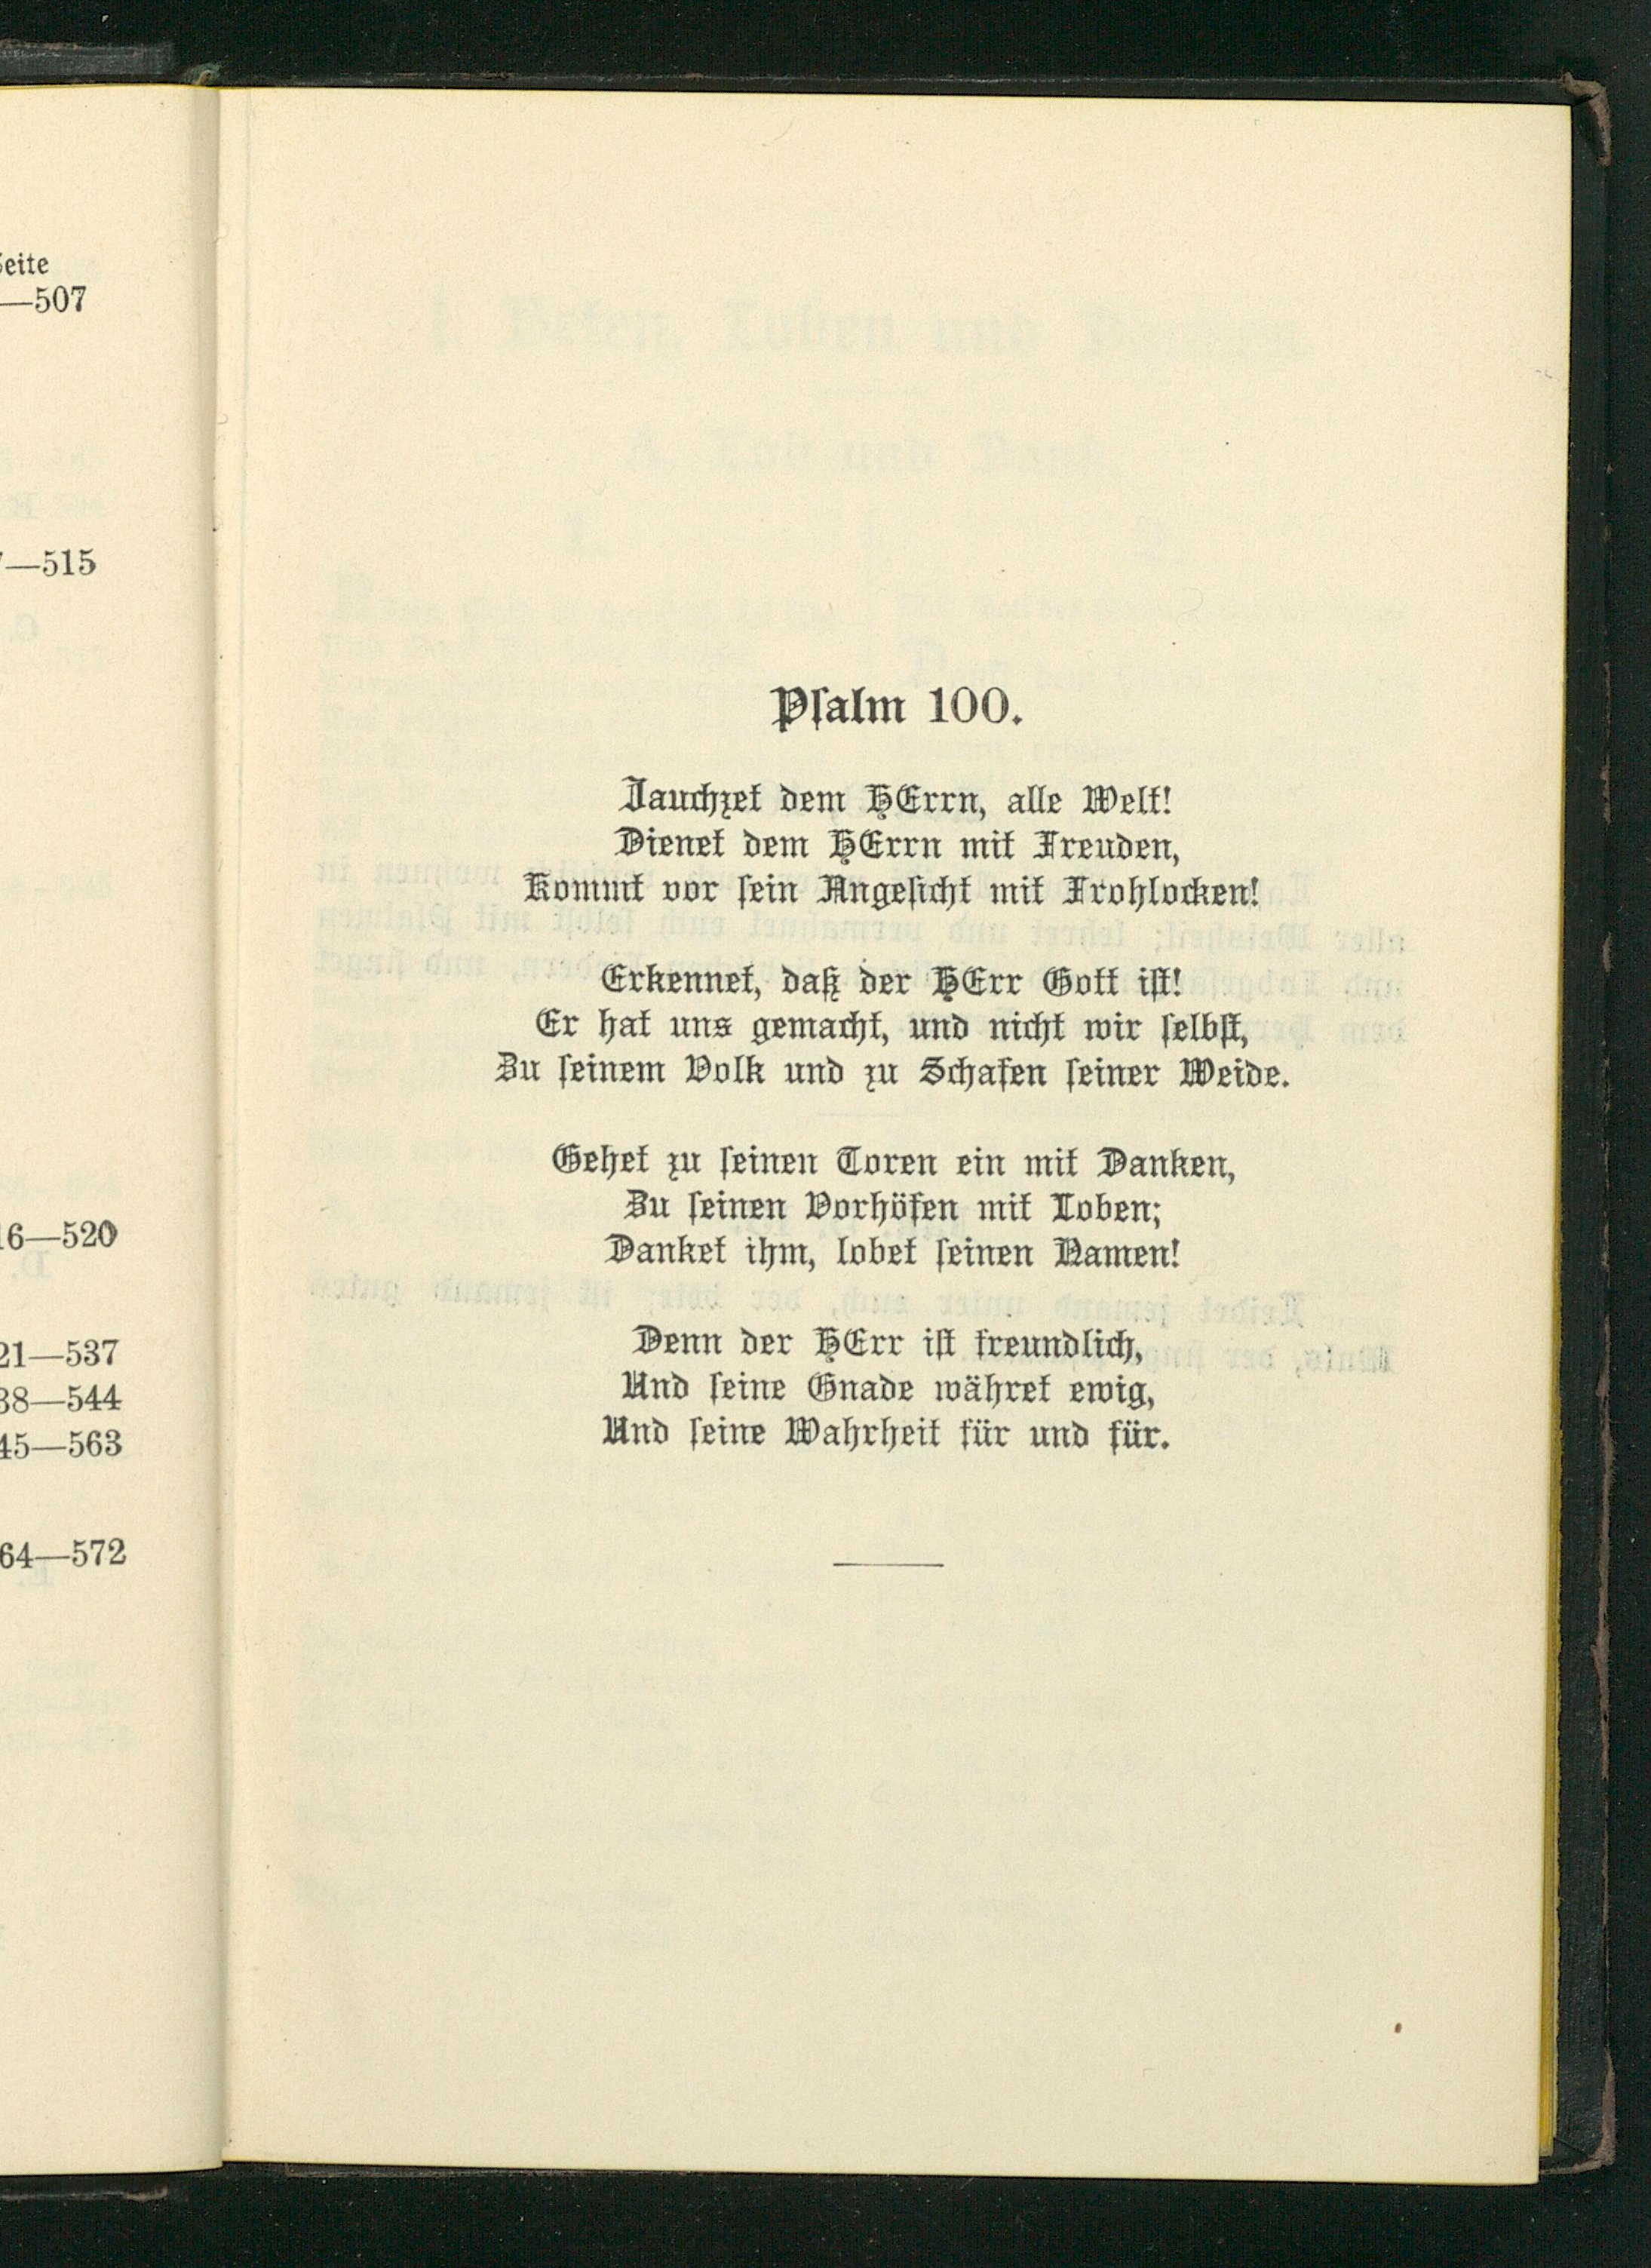 Seite
—507
—515
16—520
21—537
38—544
45—563
64—572
Pſalm 100.
Jauchzet dem HErrn, alle Welt!
Dienet dem HErrn mit Freuden,
Kommt vor ſein Angeſicht mit Frohlocken!
Erkennet, daß der HErr Gott iſt!
Er hat uns gemacht, und nicht wir ſelbſt,
Zu ſeinem Volk und zu Schafen ſeiner Weide.
Gehet zu ſeinen Toren ein mit Danken,
Zu ſeinen Vorhöfen mit Loben;
Danket ihm, lobet ſeinen Namen!
Denn der HErr iſt freundlich,
Und ſeine Gnade währet ewig,
Und ſeine Wahrheit für und für.